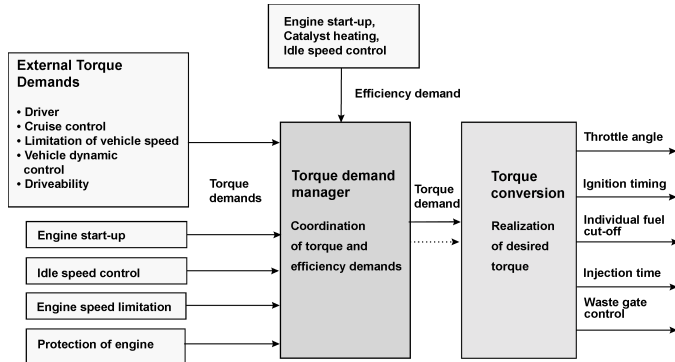 Engine start-up,
Catalyst heating,
Idle speed control
External Torque
Demands
• Driver
• Cruise control
• Limitation of vehicle speed
• Vehicle dynamic
control
• Driveability
Efficiency demand
Torque
demands
Engine start-up
Idle speed control
Engine speed limitation
Protection of engine
Torque demand
manager
Coordination
of torque and
efficiency demands
Torque
demand
Torque
conversion
Realization
of desired
torque
Throttle angle
Ignition timing
Individual fuel
cut-off
Injection time
Waste gate
control